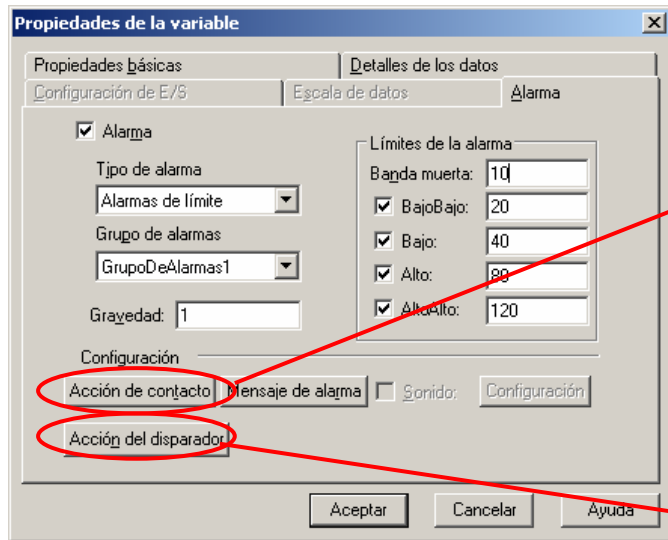 Propiedades de la variable
Propiedades básicas
Detalles de los datos
Configuración de E/S
Escala de datos
Alarma
Alarma
Tipo de alarma
Alarmas de límite
Grupo de alarmas
GrupoDeAlarmas1
Gravedad: 1
Límites de la alarma
Banda muerta: 10
BajoBajo: 20
Bajo: 40
Alto: 80
AltoAlto: 120
Configuración
Acción de contacto
Mensaje de alarma
Sonido:
Configuración
Acción del disparador
Aceptar
Cancelar
Ayuda